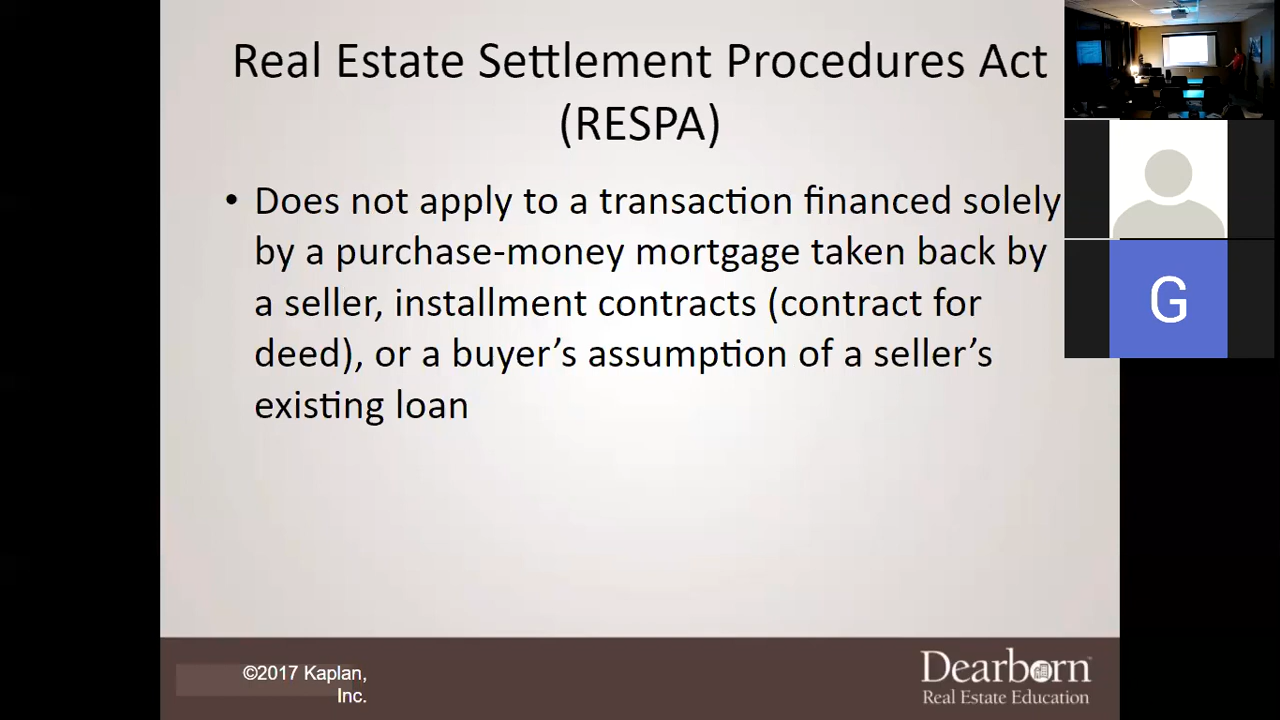 Real Estate Settlement Procedures Act
(RESPA)
• Does not apply to a transaction financed solely
by a purchase-money mortgage taken back by
a seller, installment contracts (contract for
deed), or a buyer’s assumption of a seller’s
existing loan
G
©2017 Kaplan,
Inc.
Dearborn™
Real Estate Education